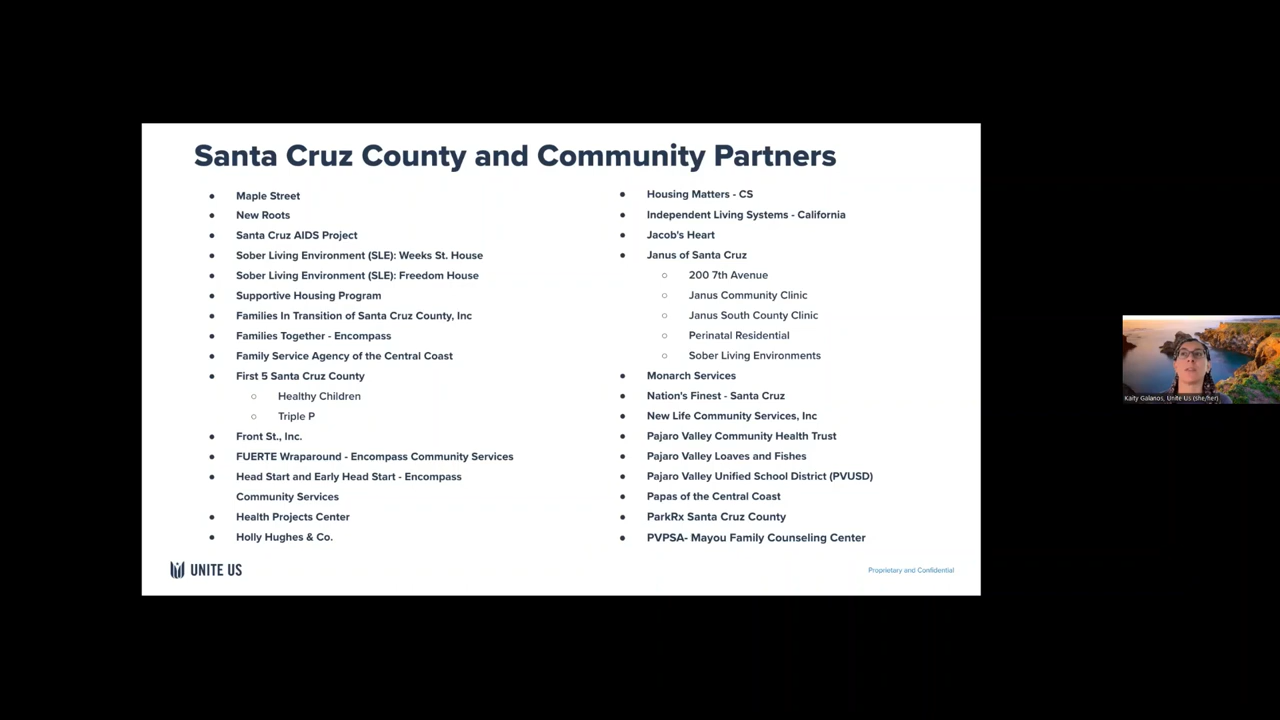 Santa Cruz County and Community Partners
● Maple Street
● New Roots
● Santa Cruz AIDS Project
● Sober Living Environment (SLE): Weeks St. House
● Sober Living Environment (SLE): Freedom House
● Supportive Housing Program
● Families In Transition of Santa Cruz County, Inc
● Families Together - Encompass
● Family Service Agency of the Central Coast
● First 5 Santa Cruz County
○ Healthy Children
○ Triple P
● Front St., Inc.
● FUERTE Wraparound - Encompass Community Services
● Head Start and Early Head Start - Encompass
Community Services
● Health Projects Center
● Holly Hughes & Co.
● Housing Matters - CS
● Independent Living Systems - California
● Jacob's Heart
● Janus of Santa Cruz
○ 200 7th Avenue
○ Janus Community Clinic
○ Janus South County Clinic
○ Perinatal Residential
○ Sober Living Environments
● Monarch Services
● Nation's Finest - Santa Cruz
● New Life Community Services, Inc
● Pajaro Valley Community Health Trust
● Pajaro Valley Loaves and Fishes
● Pajaro Valley Unified School District (PVUSD)
● Papas of the Central Coast
● ParkRx Santa Cruz County
● PVPSA- Mayou Family Counseling Center
UNITE US
Proprietary and Confidential
Kaity Galanos, Unite Us (she/her)